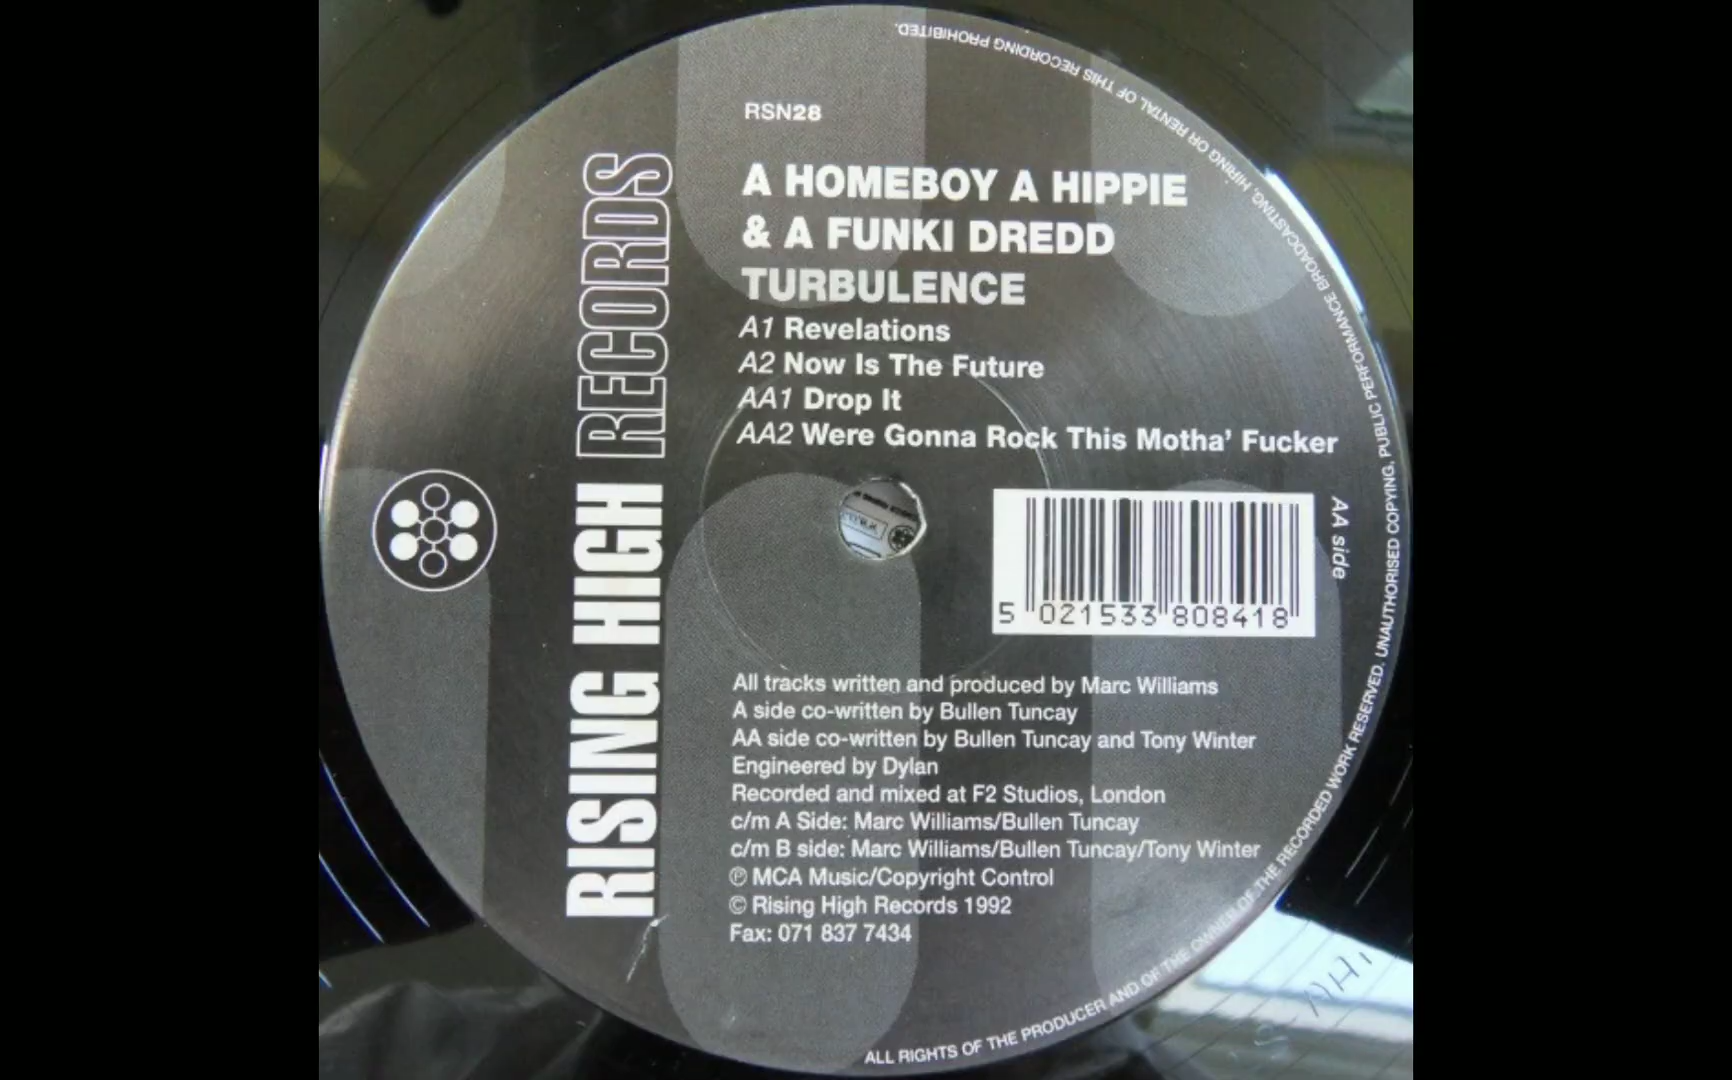 RSN28
A HOMEBOY A HIPPIE
& A FUNKI DREDD
TURBULENCE
A1 Revelations
A2 Now Is The Future
AA1 Drop It
AA2 Were Gonna Rock This Motha' Fucker
RISING HIGH RECORDS
5 021533 808418
AA side
All tracks written and produced by Marc Williams
A side co-written by Bullen Tuncay
AA side co-written by Bullen Tuncay and Tony Winter
Engineered by Dylan
Recorded and mixed at F2 Studios, London
c/m A Side: Marc Williams/Bullen Tuncay
c/m B side: Marc Williams/Bullen Tuncay/Tony Winter
℗ MCA Music/Copyright Control
© Rising High Records 1992
Fax: 071 837 7434
ALL RIGHTS OF THE PRODUCER AND OF THE OWNER OF THE RECORDED WORK RESERVED. UNAUTHORISED COPYING, PUBLIC PERFORMANCE BROADCASTING, HIRING OR RENTAL OF THIS RECORDING PROHIBITED.